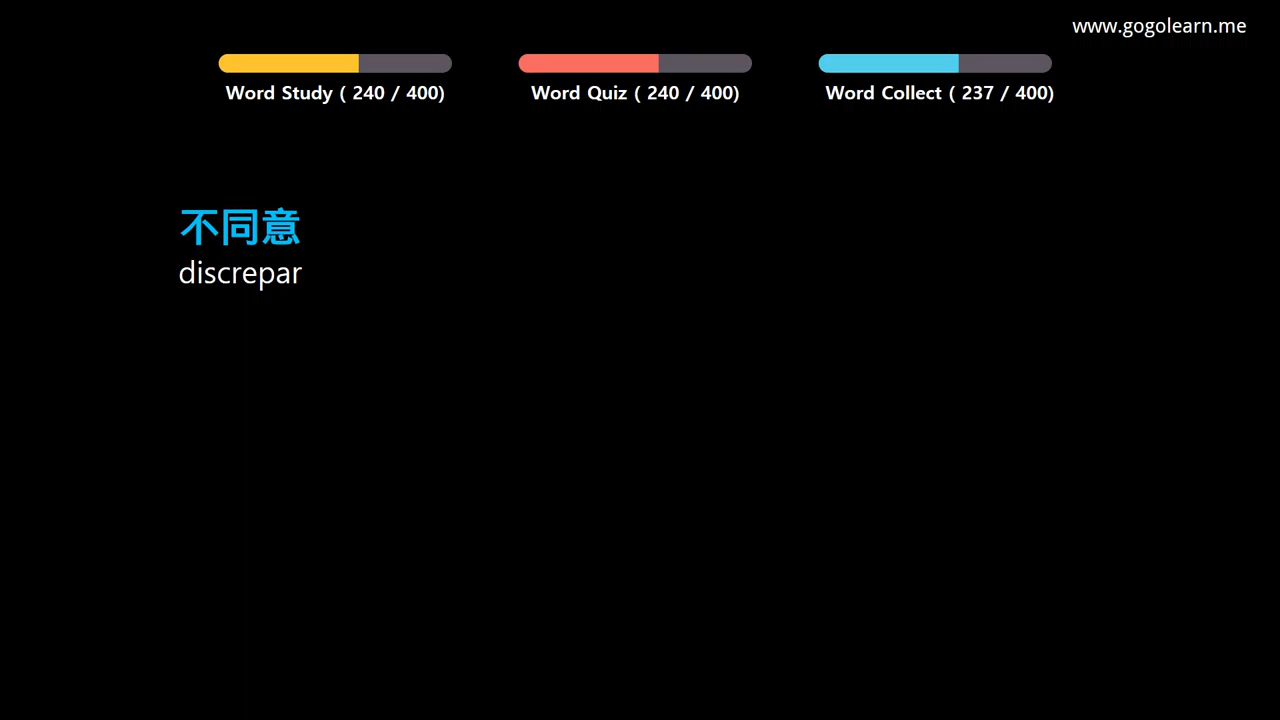 www.gogolearn.me
Word Study ( 240 / 400)
Word Quiz ( 240 / 400)
Word Collect ( 237 / 400)
不同意
discrepar